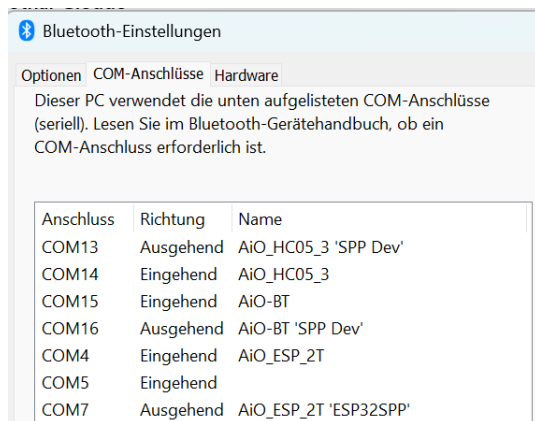 Bluetooth-Einstellungen
Optionen COM-Anschlüsse Hardware
Dieser PC verwendet die unten aufgelisteten COM-Anschlüsse
(seriell). Lesen Sie im Bluetooth-Gerätehandbuch, ob ein
COM-Anschluss erforderlich ist.
Anschluss Richtung Name
COM13 Ausgehend AiO_HC05_3 'SPP Dev'
COM14 Eingehend AiO_HC05_3
COM15 Eingehend AiO-BT
COM16 Ausgehend AiO-BT 'SPP Dev'
COM4 Eingehend AiO_ESP_2T
COM5 Eingehend
COM7 Ausgehend AiO_ESP_2T 'ESP32SPP'